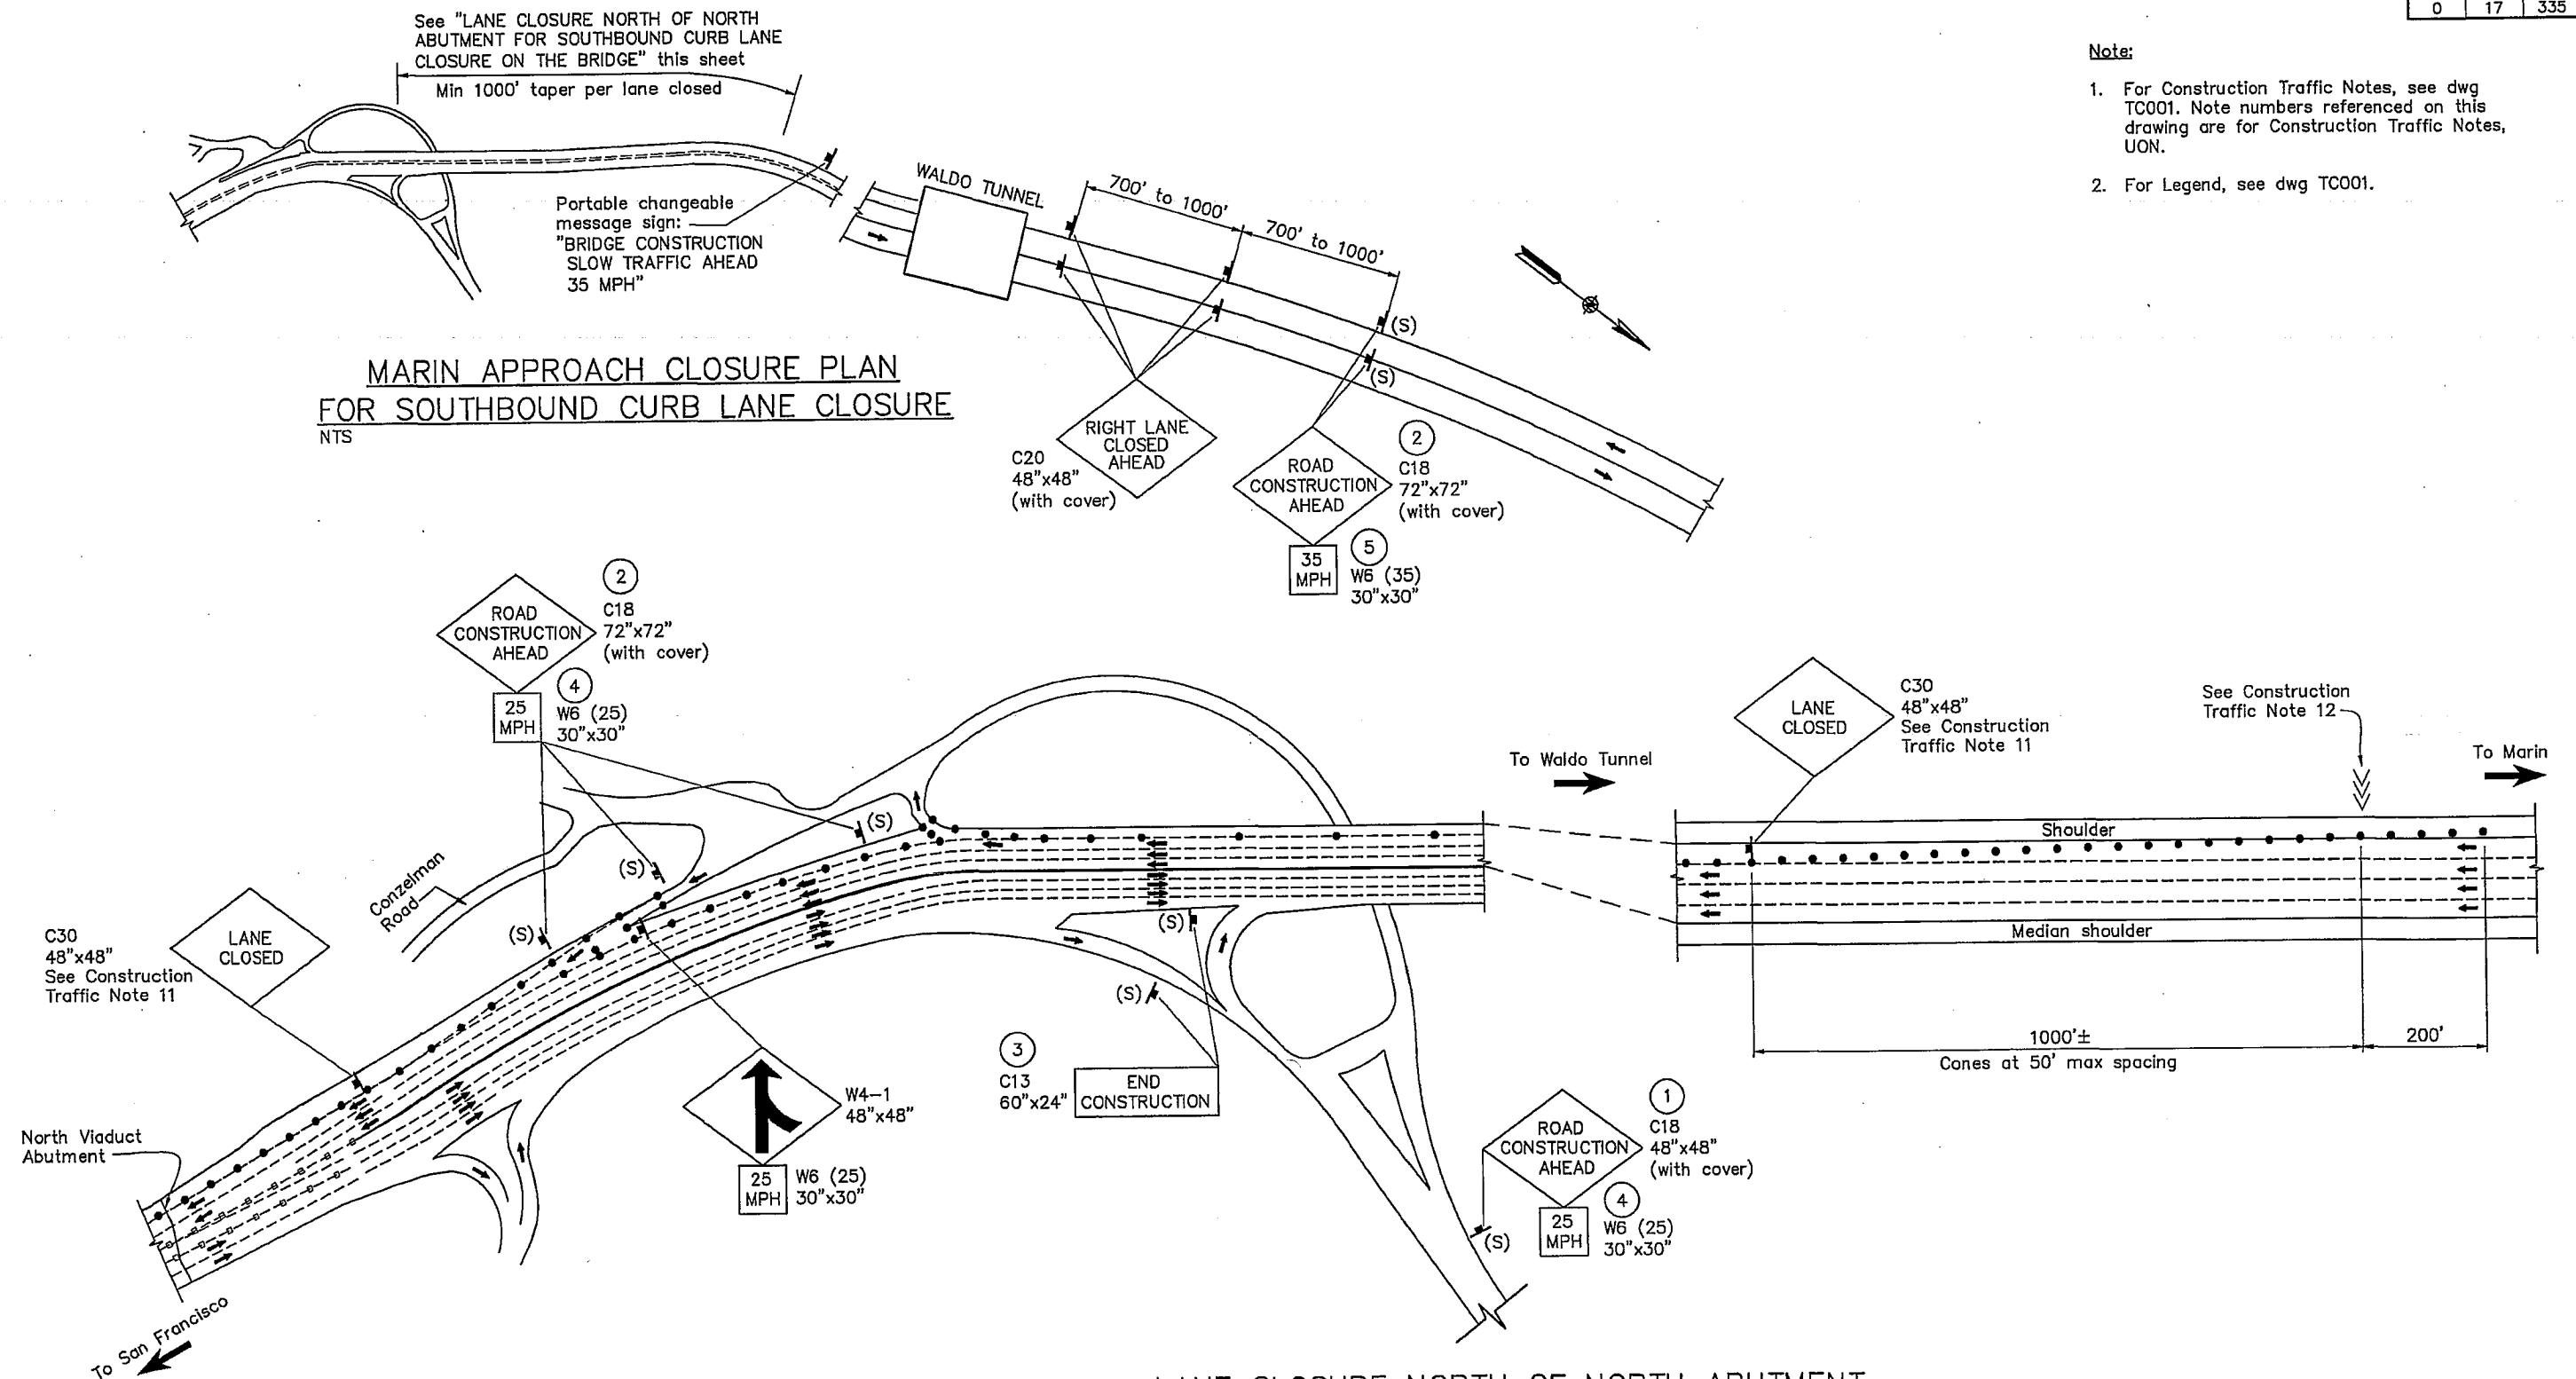 0 17 335
See "LANE CLOSURE NORTH OF NORTH
ABUTMENT FOR SOUTHBOUND CURB LANE
CLOSURE ON THE BRIDGE" this sheet
Min 1000' taper per lane closed
Note:
1. For Construction Traffic Notes, see dwg
TC001. Note numbers referenced on this
drawing are for Construction Traffic Notes,
UON.
2. For Legend, see dwg TC001.
Portable changeable
message sign:
"BRIDGE CONSTRUCTION
SLOW TRAFFIC AHEAD
35 MPH"
WALDO TUNNEL
700' to 1000'
700' to 1000'
(S)
(S)
MARIN APPROACH CLOSURE PLAN
FOR SOUTHBOUND CURB LANE CLOSURE
NTS
C20
48"x48"
(with cover)
RIGHT LANE
CLOSED
AHEAD
ROAD
CONSTRUCTION
AHEAD
2
C18
72"x72"
(with cover)
35
MPH
5
W6 (35)
30"x30"
ROAD
CONSTRUCTION
AHEAD
2
C18
72"x72"
(with cover)
25
MPH
4
W6 (25)
30"x30"
(S)
(S)
(S)
Conzelman
Road
C30
48"x48"
See Construction
Traffic Note 11
LANE
CLOSED
North Viaduct
Abutment
To San Francisco
W4-1
48"x48"
25
MPH
W6 (25)
30"x30"
(S)
(S)
3
C13
60"x24"
END
CONSTRUCTION
ROAD
CONSTRUCTION
AHEAD
1
C18
48"x48"
(with cover)
25
MPH
4
W6 (25)
30"x30"
(S)
To Waldo Tunnel
LANE
CLOSED
C30
48"x48"
See Construction
Traffic Note 11
See Construction
Traffic Note 12
To Marin
Shoulder
Median shoulder
1000'±
200'
Cones at 50' max spacing
LANE CLOSURE NORTH OF NORTH ABUTMENT